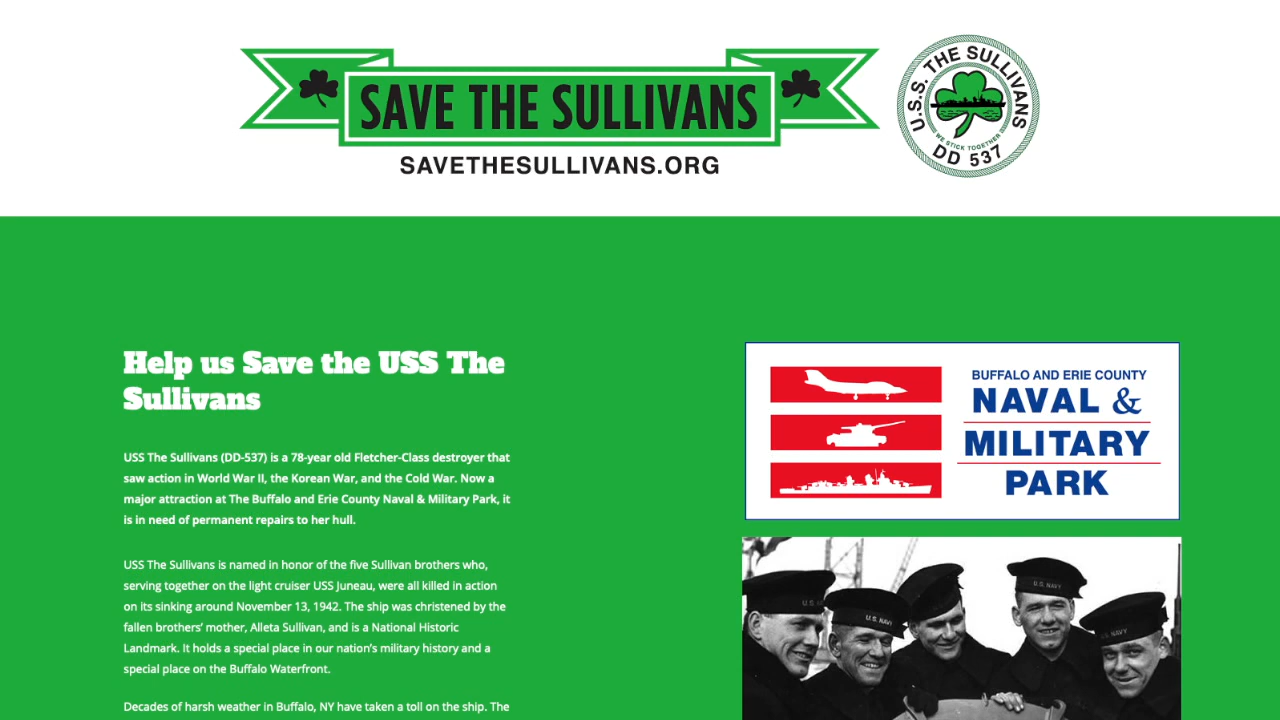 SAVE THE SULLIVANS
SAVETHESULLIVANS.ORG
U.S.S. THE SULLIVANS
WE STICK TOGETHER
DD 537
Help us Save the USS The
Sullivans
USS The Sullivans (DD-537) is a 78-year old Fletcher-Class destroyer that
saw action in World War II, the Korean War, and the Cold War. Now a
major attraction at The Buffalo and Erie County Naval & Military Park, it
is in need of permanent repairs to her hull.
USS The Sullivans is named in honor of the five Sullivan brothers who,
serving together on the light cruiser USS Juneau, were all killed in action
on its sinking around November 13, 1942. The ship was christened by the
fallen brothers’ mother, Alleta Sullivan, and is a National Historic
Landmark. It holds a special place in our nation’s military history and a
special place on the Buffalo Waterfront.
Decades of harsh weather in Buffalo, NY have taken a toll on the ship. The
BUFFALO AND ERIE COUNTY
NAVAL &
MILITARY
PARK
U.S. NAVY
U.S. NAVY
U.S. NAVY